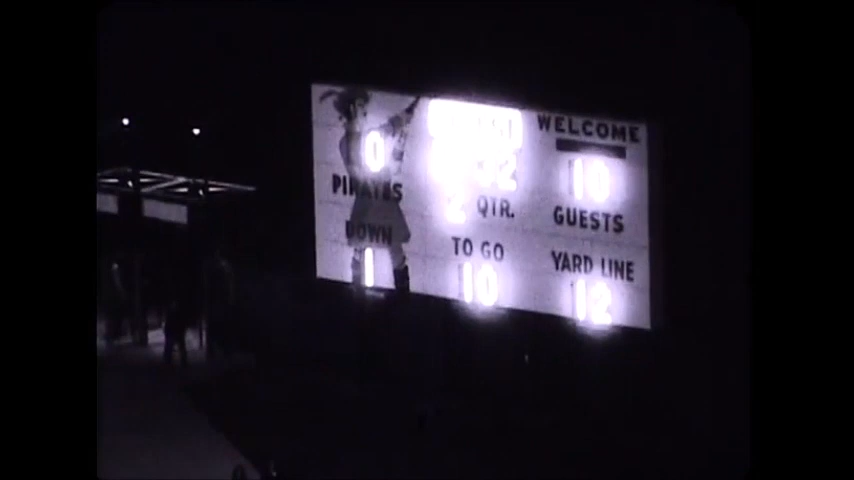 WELCOME
0 10
PIRATES 2 QTR. GUESTS
DOWN TO GO YARD LINE
1 10 12